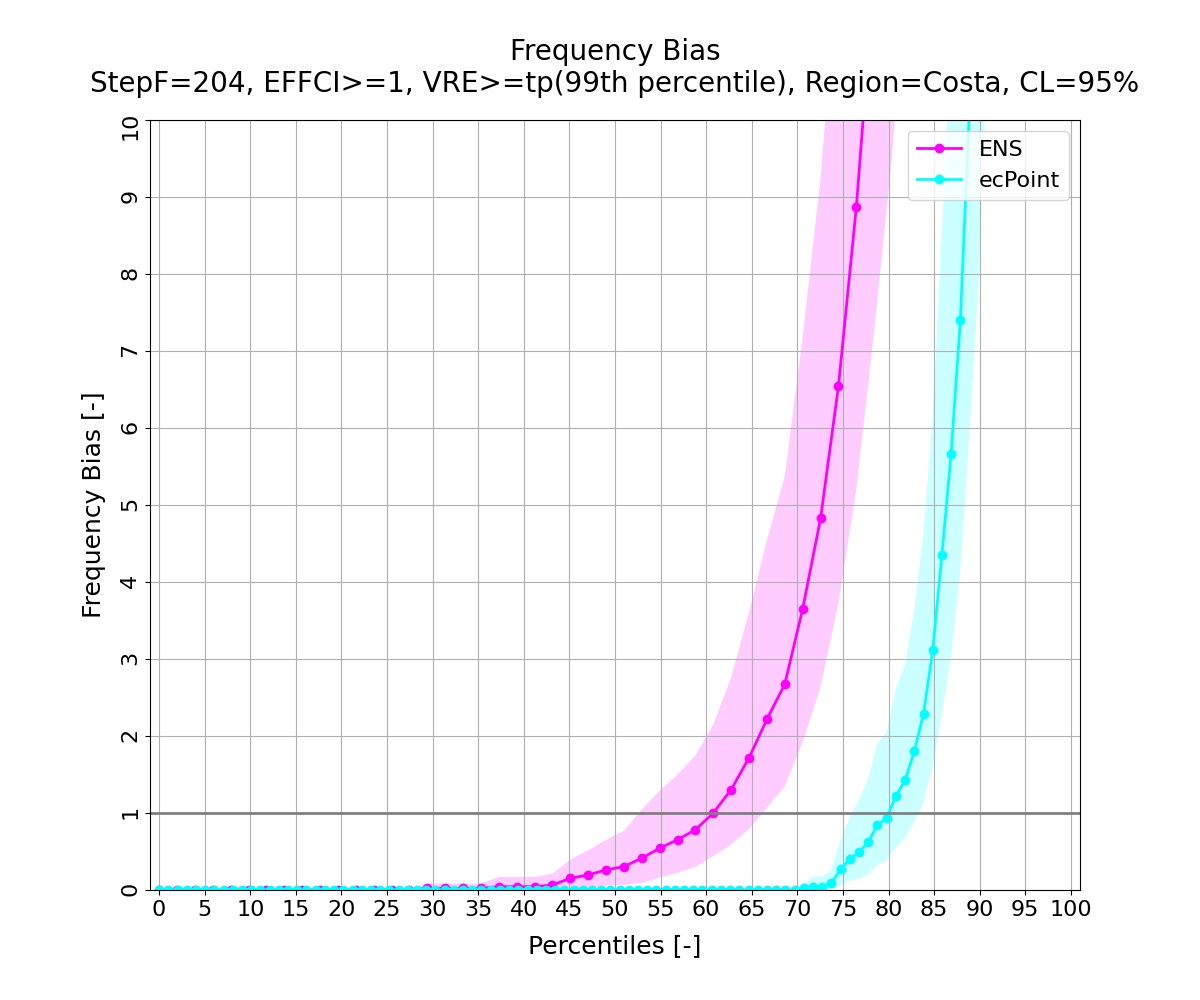 Frequency Bias
StepF=204, EFFCI>=1, VRE>=tp(99th percentile), Region=Costa, CL=95%
10
9
8
7
6
5
4
3
2
1
0
Frequency Bias [-]
ENS
ecPoint
0 5 10 15 20 25 30 35 40 45 50 55 60 65 70 75 80 85 90 95 100
Percentiles [-]